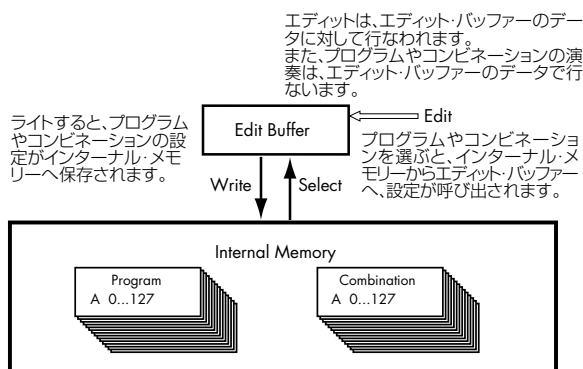 エディットは、エディット・バッファーのデー
タに対して行なわれます。
また、プログラムやコンビネーションの演
奏は、エディット・バッファーのデータで行
ないます。
ライトすると、プログラム
やコンビネーションの設
定がインターナル・メモ
リーへ保存されます。
Edit Buffer
Edit
プログラムやコンビネーショ
ンを選ぶと、インターナル・メ
モリーからエディット・バッファー
へ、設定が呼び出されます。
Write
Select
Internal Memory
Program
A 0...127
Combination
A 0...127